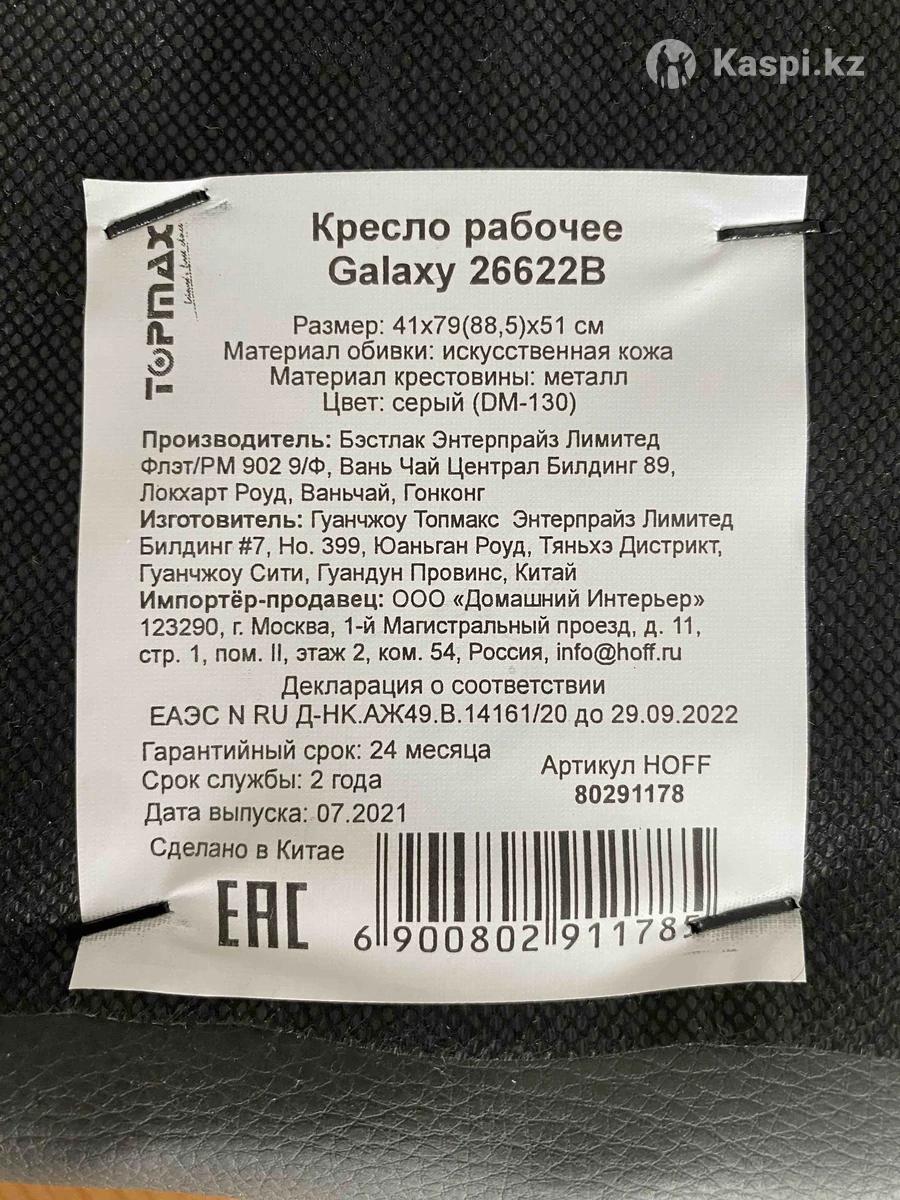 Kaspi.kz
TOPMAX
Кресло рабочее
Galaxy 26622B
Размер: 41x79(88,5)x51 см
Материал обивки: искусственная кожа
Материал крестовины: металл
Цвет: серый (DM-130)
Производитель: Бэстлак Энтерпрайз Лимитед
Флэт/РМ 902 9/Ф, Вань Чай Централ Билдинг 89,
Локхарт Роуд, Ваньчай, Гонконг
Изготовитель: Гуанчжоу Топмакс Энтерпрайз Лимитед
Билдинг #7, Но. 399, Юаньган Роуд, Тяньхэ Дистрикт,
Гуанчжоу Сити, Гуандун Провинс, Китай
Импортёр-продавец: ООО «Домашний Интерьер»
123290, г. Москва, 1-й Магистральный проезд, д. 11,
стр. 1, пом. II, этаж 2, ком. 54, Россия, info@hoff.ru
Декларация о соответствии
ЕАЭС N RU Д-НК.АЖ49.В.14161/20 до 29.09.2022
Гарантийный срок: 24 месяца
Срок службы: 2 года
Дата выпуска: 07.2021
Сделано в Китае
Артикул HOFF
80291178
EAC
6 900802 911785